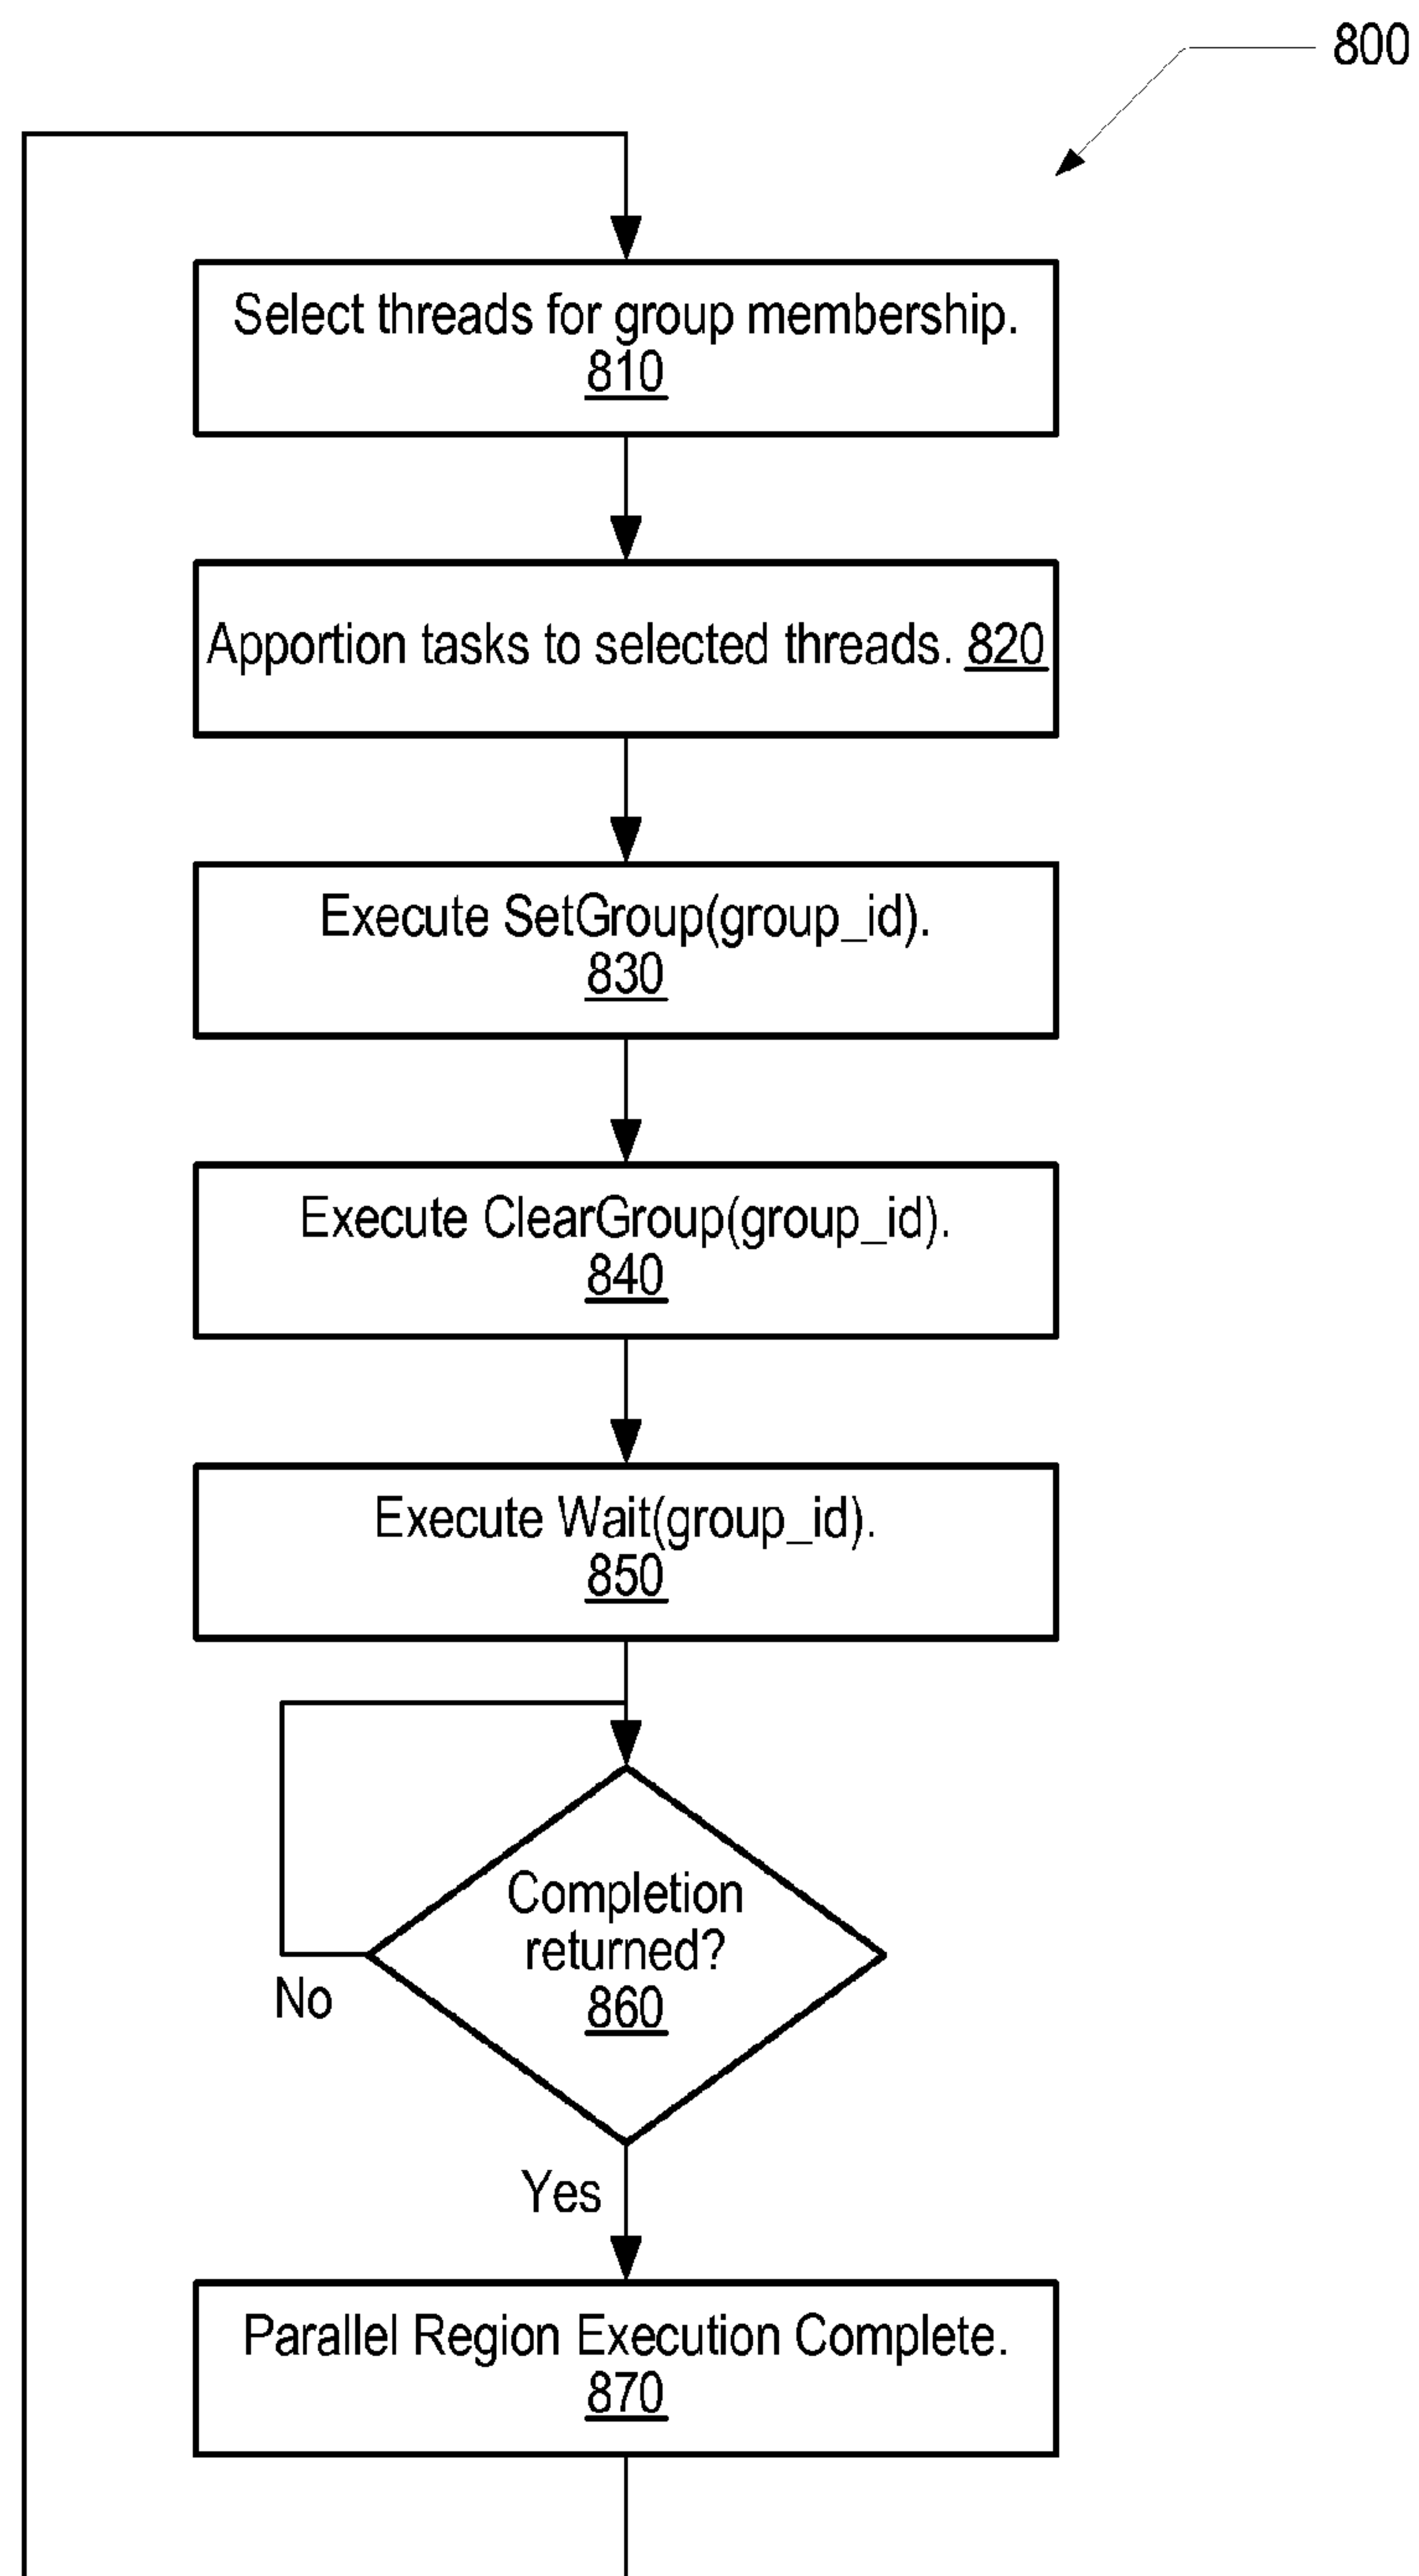 800
Select threads for group membership.
810
Apportion tasks to selected threads. 820
Execute SetGroup(group_id).
830
Execute ClearGroup(group_id).
840
Execute Wait(group_id).
850
Completion
returned?
860
No
Yes
Parallel Region Execution Complete.
870